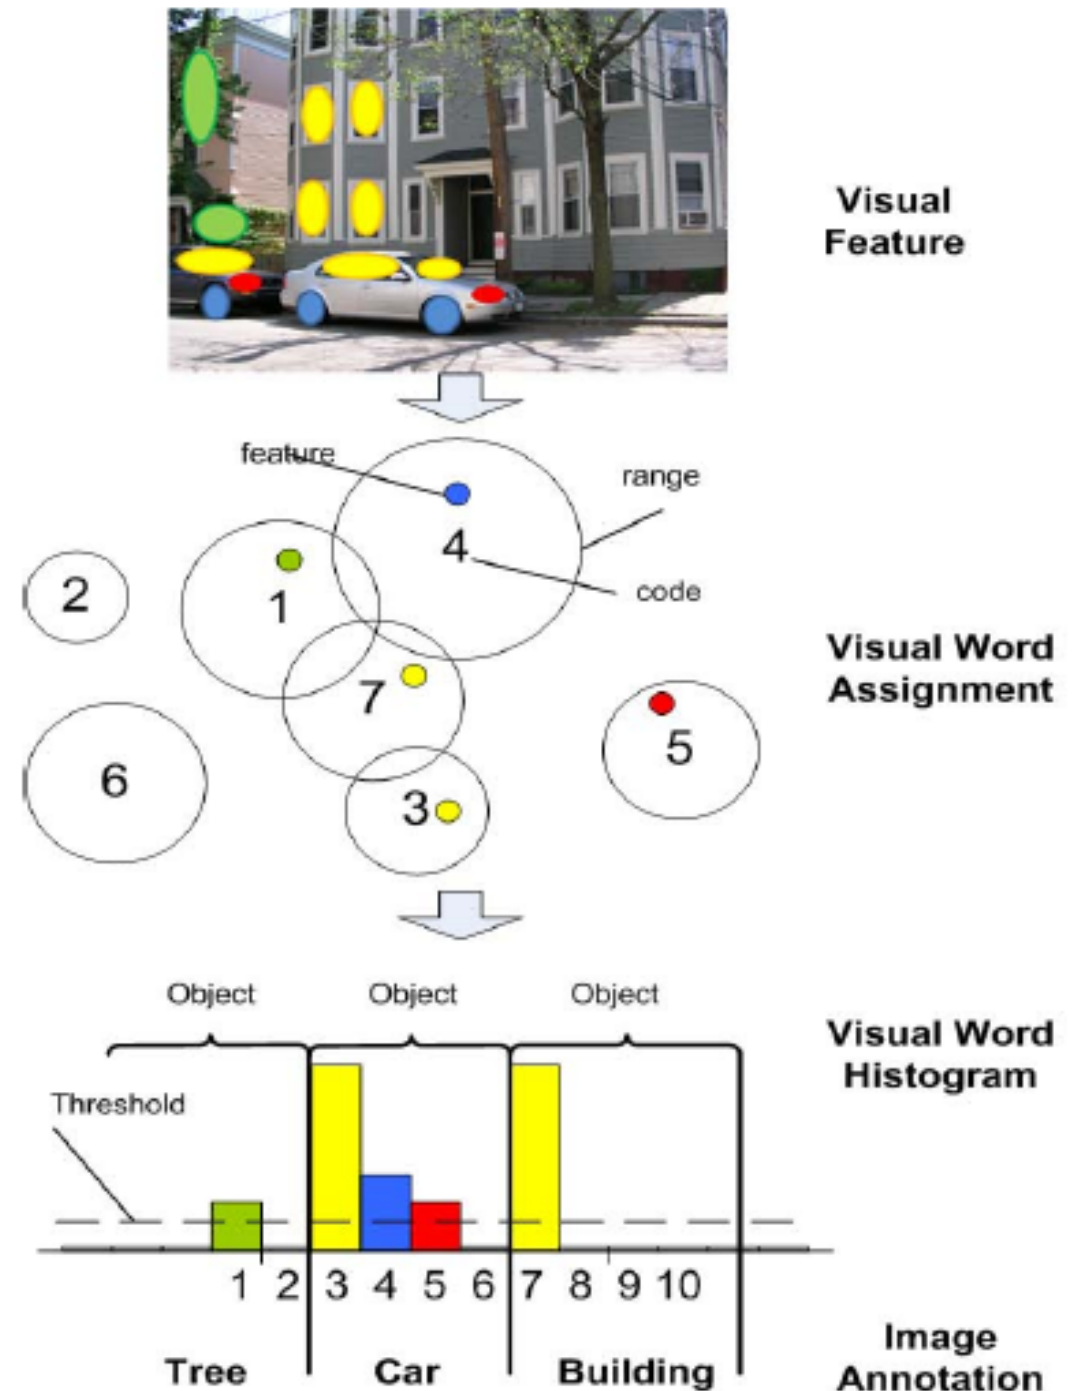 Visual
Feature
feature
range
4
code
2
1
Visual Word
Assignment
7
5
6
3
Object Object Object
Visual Word
Histogram
Threshold
1 2 3 4 5 6 7 8 9 10
Image
Annotation
Tree Car Building